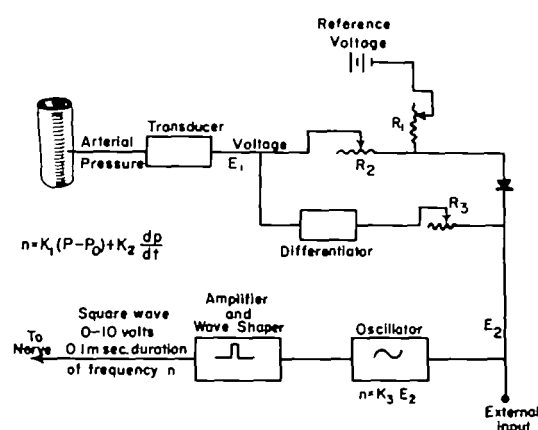 Reference
Voltage
R1
Transducer
Arterial
Pressure
Voltage
E1
R2
R3
Differentiator
n=K1(P-P0)+K2 dp/dt
Amplifier
and
Wave Shaper
Square wave
0-10 volts
0.1 m sec. duration
of frequency n
To
Nerve
Oscillator
n=K3 E2
E2
External
input